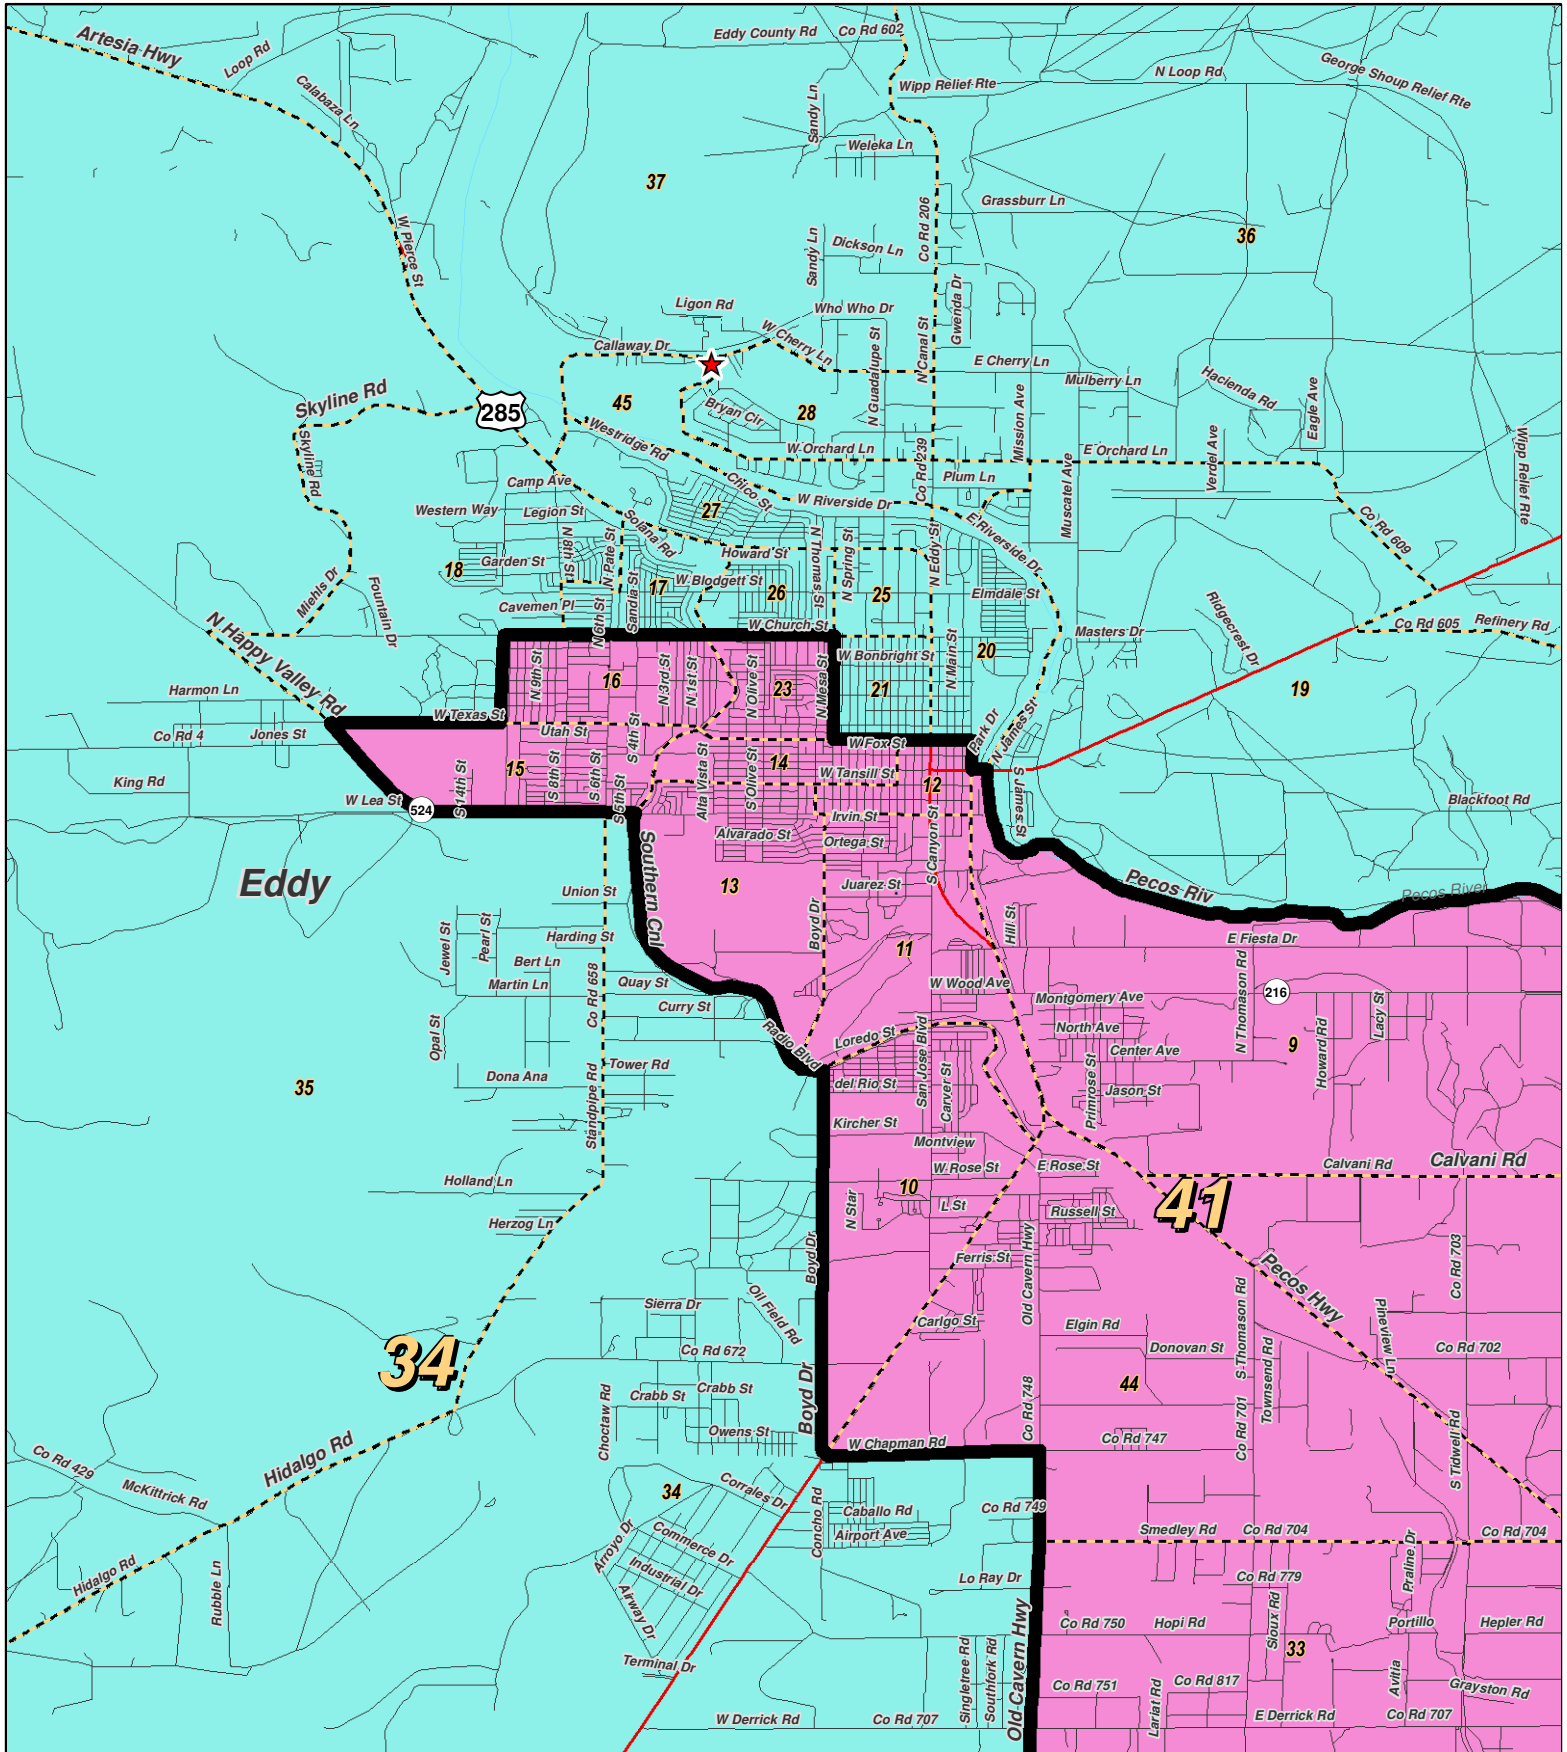 Artesia Hwy
Loop Rd
Calabaza Ln
Eddy County Rd
Co Rd 602
N Loop Rd
George Shoup Relief Rte
Wipp Relief Rte
Sandy Ln
Weleka Ln
37
Grassburr Ln
Co Rd 206
36
W Pierce St
Sandy Ln
Dickson Ln
Gwenda Dr
Ligon Rd
Who Who Dr
W Cherry Ln
N Guadalupe St
N Canal St
Callaway Dr
E Cherry Ln
Mulberry Ln
Hacienda Rd
Eagle Ave
Mission Ave
Skyline Rd
285
45
Bryan Cir
28
Westridge Rd
W Orchard Ln
Co Rd 239
E Orchard Ln
Verdel Ave
Wipp Relief Rte
Skyline Rd
Camp Ave
Chico St
Plum Ln
Muscatel Ave
W Riverside Dr
Western Way
Legion St
27
Solana Rd
E Riverside Dr
Co Rd 609
N 8th St
N Pate St
Howard St
N Thomas St
N Spring St
N Eddy St
18
Garden St
17
W Blodgett St
26
25
Elmdale St
Miehls Dr
Fountain Dr
Cavemen Pl
N 6th St
Sandia St
W Church St
N Happy Valley Rd
Ridgecrest Dr
Co Rd 605
Refinery Rd
Masters Dr
W Bonbright St
N Main St
20
N 9th St
16
N 3rd St
N 1st St
N Olive St
23
N Mesa St
21
19
Harmon Ln
W Texas St
Park Dr
N James St
Co Rd 4
Jones St
Utah St
S 4th St
W Fox St
King Rd
15
S 8th St
S 6th St
Alta Vista St
S Olive St
14
W Tansill St
12
S James St
W Lea St
524
S 14th St
S 5th St
Irvin St
Blackfoot Rd
Southern Cnl
Alvarado St
Ortega St
S Canyon St
Eddy
Union St
13
Juarez St
Pecos Riv
Pecos River
Jewel St
Pearl St
Harding St
Boyd Dr
11
Hill St
E Fiesta Dr
Bert Ln
Martin Ln
Co Rd 658
Quay St
W Wood Ave
N Thomason Rd
216
Curry St
Montgomery Ave
Lacy St
Opal St
Radio Blvd
Loredo St
San Jose Blvd
North Ave
Center Ave
9
Howard Rd
Tower Rd
Dona Ana
35
Standpipe Rd
del Rio St
Carver St
Primrose St
Jason St
Kircher St
Montview
W Rose St
E Rose St
Calvani Rd
Calvani Rd
Holland Ln
10
L St
41
N Star
Russell St
Herzog Ln
Boyd Dr
Ferris St
Old Cavern Hwy
Pecos Hwy
Co Rd 703
Sierra Dr
Oil Field Rd
Carlgo St
Elgin Rd
S Thomason Rd
Pineview Ln
34
Co Rd 672
Donovan St
Townsend Rd
Co Rd 702
Crabb St
Crabb St
Boyd Dr
44
Choctaw Rd
Owens St
Co Rd 748
Co Rd 701
S Tidwell Rd
W Chapman Rd
Co Rd 747
Hidalgo Rd
Co Rd 429
McKittrick Rd
34
Corrales Dr
Concho Rd
Caballo Rd
Co Rd 749
Airport Ave
Commerce Dr
Arroyo Dr
Smedley Rd
Co Rd 704
Co Rd 704
Hidalgo Rd
Rubble Ln
Industrial Dr
Airway Dr
Lo Ray Dr
Co Rd 779
Praline Dr
Old Cavern Hwy
Co Rd 750
Hopi Rd
Sioux Rd
33
Portillo
Hepler Rd
Terminal Dr
Singletree Rd
Southfork Rd
Co Rd 751
Lariat Rd
Co Rd 817
Avitia
Grayston Rd
W Derrick Rd
Co Rd 707
E Derrick Rd
Co Rd 707